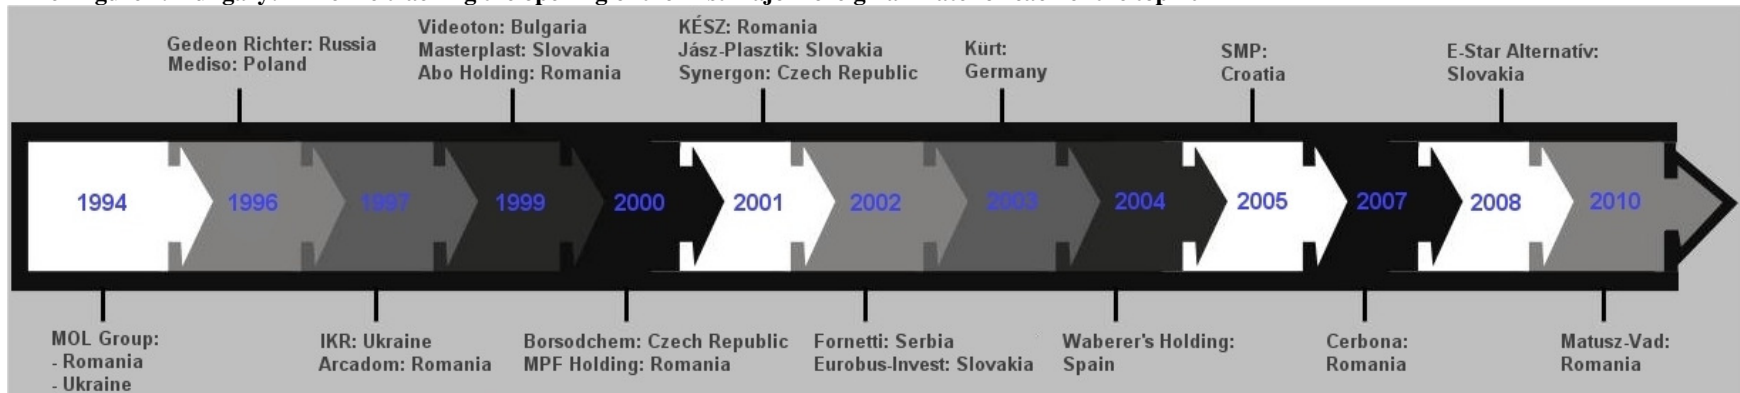 Gedeon Richter: Russia
Mediso: Poland
Videoton: Bulgaria
Masterplast: Slovakia
Abo Holding: Romania
KÉSZ: Romania
Jász-Plasztik: Slovakia
Synergon: Czech Republic
Kürt:
Germany
SMP:
Croatia
E-Star Alternatív:
Slovakia
1994 1996 1997 1999 2000 2001 2002 2003 2004 2005 2007 2008 2010
MOL Group:
- Romania
- Ukraine
IKR: Ukraine
Arcadom: Romania
Borsodchem: Czech Republic
MPF Holding: Romania
Fornetti: Serbia
Eurobus-Invest: Slovakia
Waberer's Holding:
Spain
Cerbona:
Romania
Matusz-Vad:
Romania